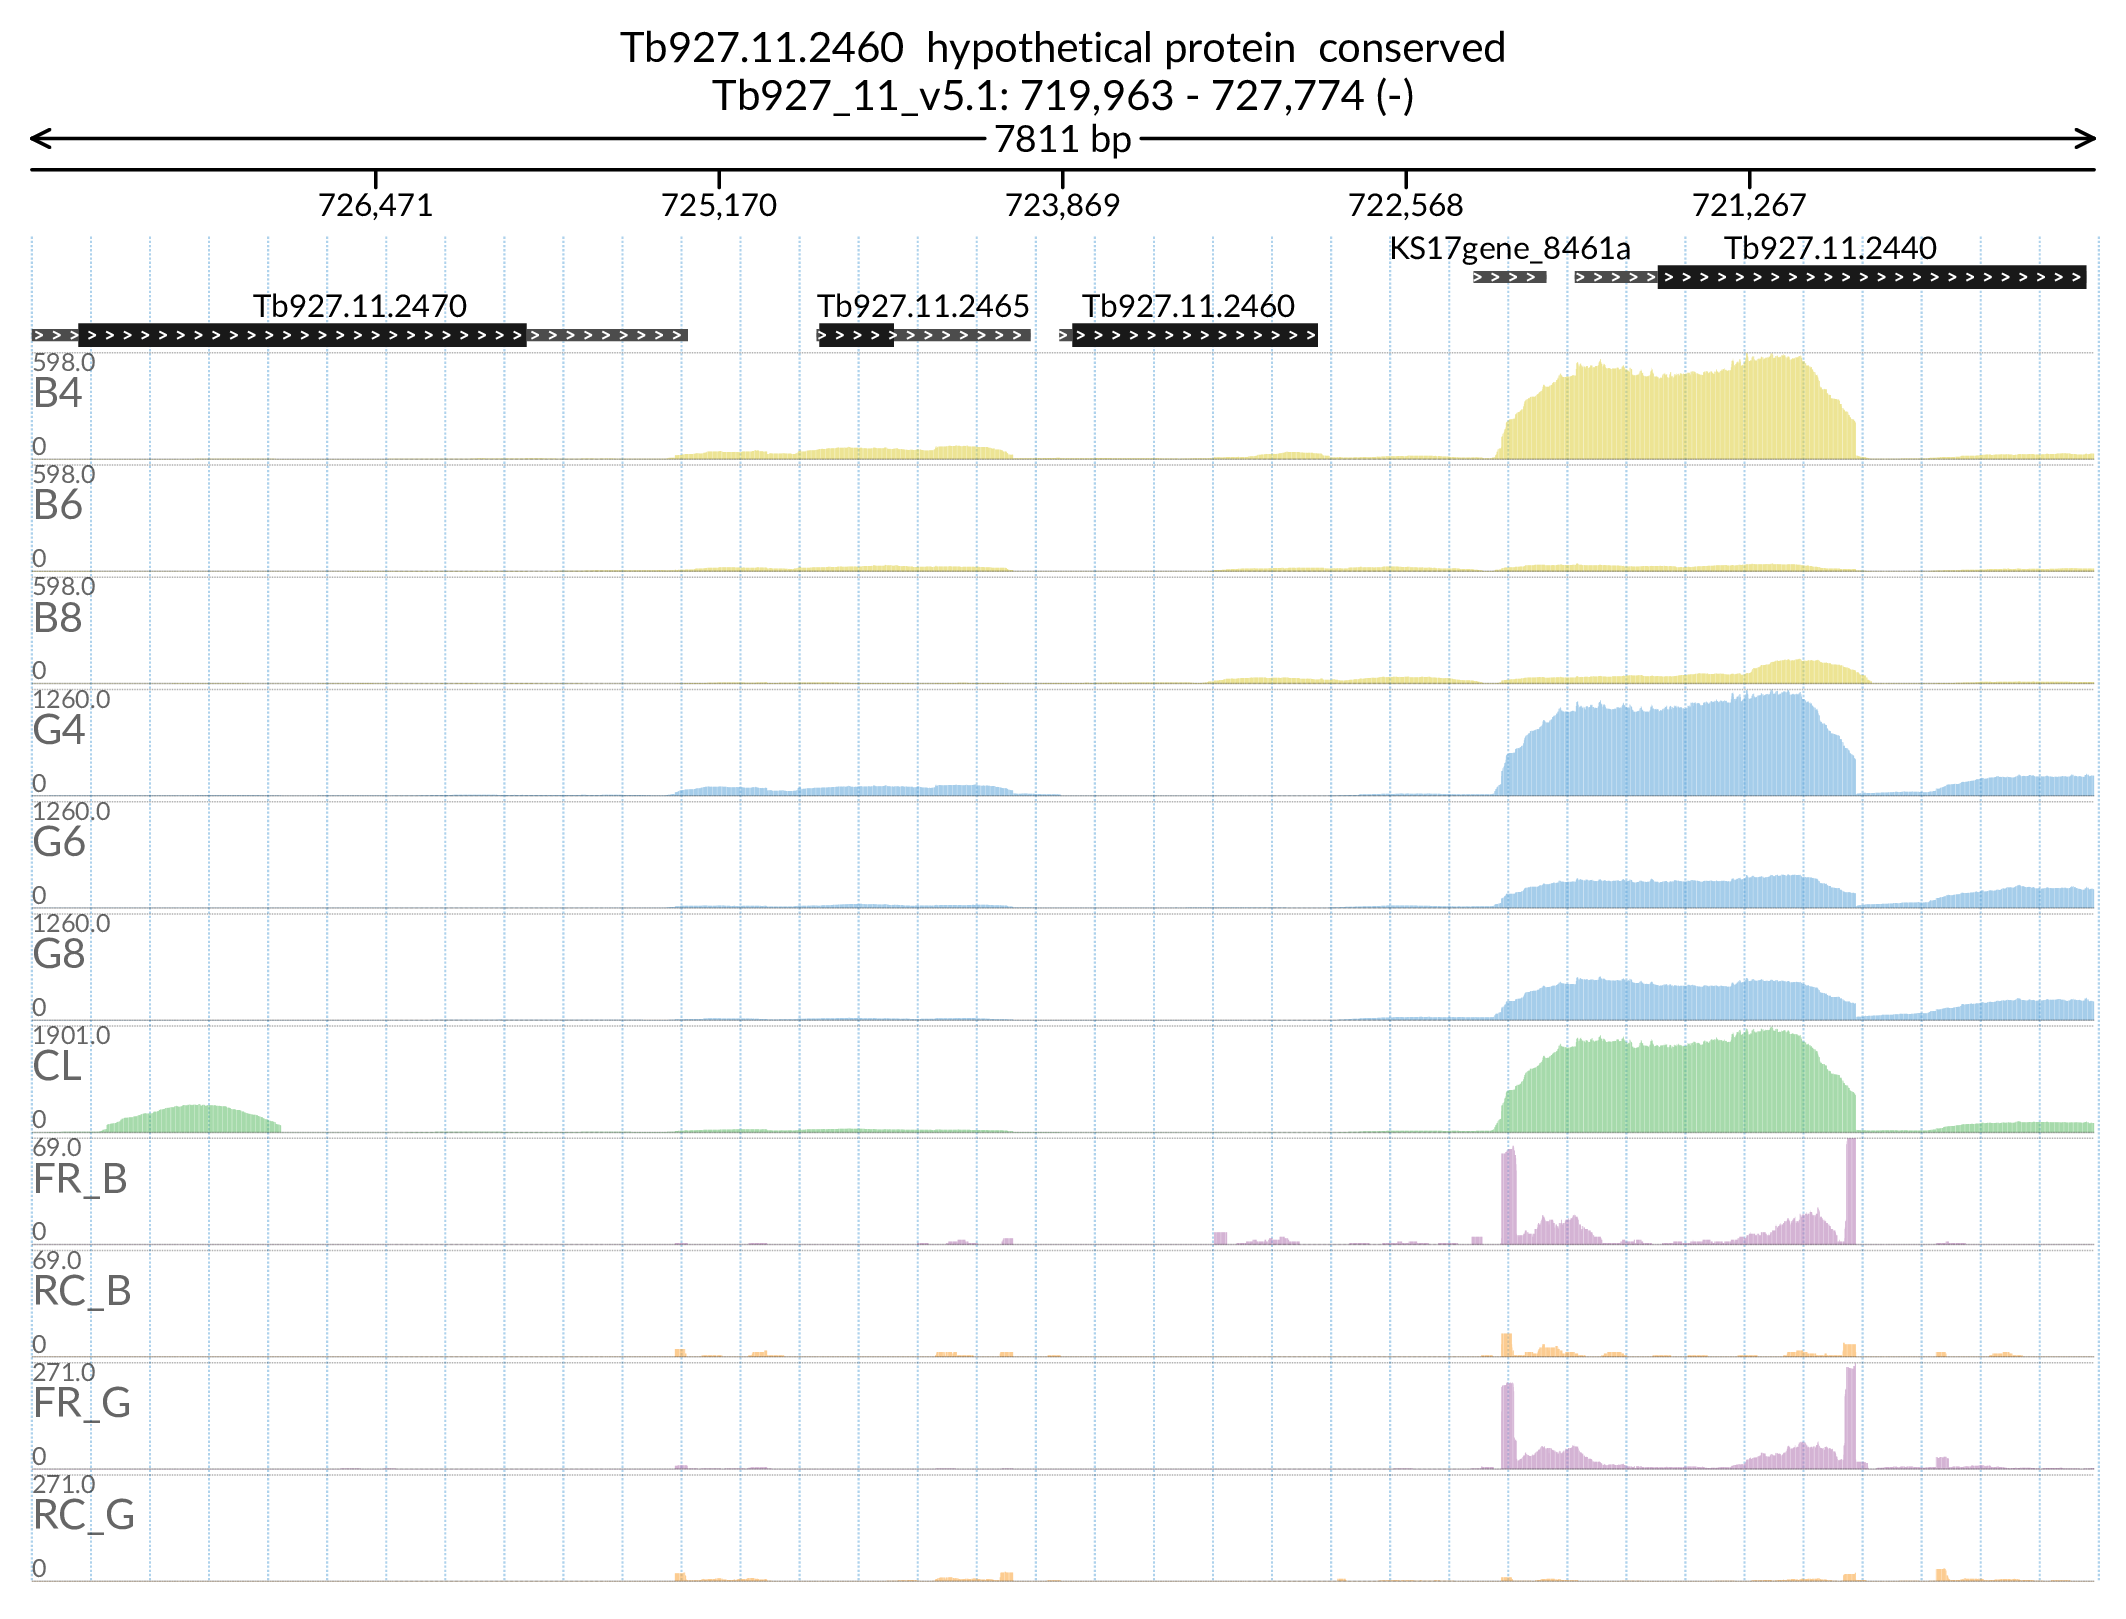 Tb927.11.2460  hypothetical protein  conserved
Tb927_11_v5.1: 719,963 - 727,774 (-)
7811 bp
726,471 725,170 723,869 722,568 721,267
KS17gene_8461a Tb927.11.2440
Tb927.11.2470 Tb927.11.2465 Tb927.11.2460
598.0
B4
0
598.0
B6
0
598.0
B8
0
1260.0
G4
0
1260.0
G6
0
1260.0
G8
0
1901.0
CL
0
69.0
FR_B
0
69.0
RC_B
0
271.0
FR_G
0
271.0
RC_G
0